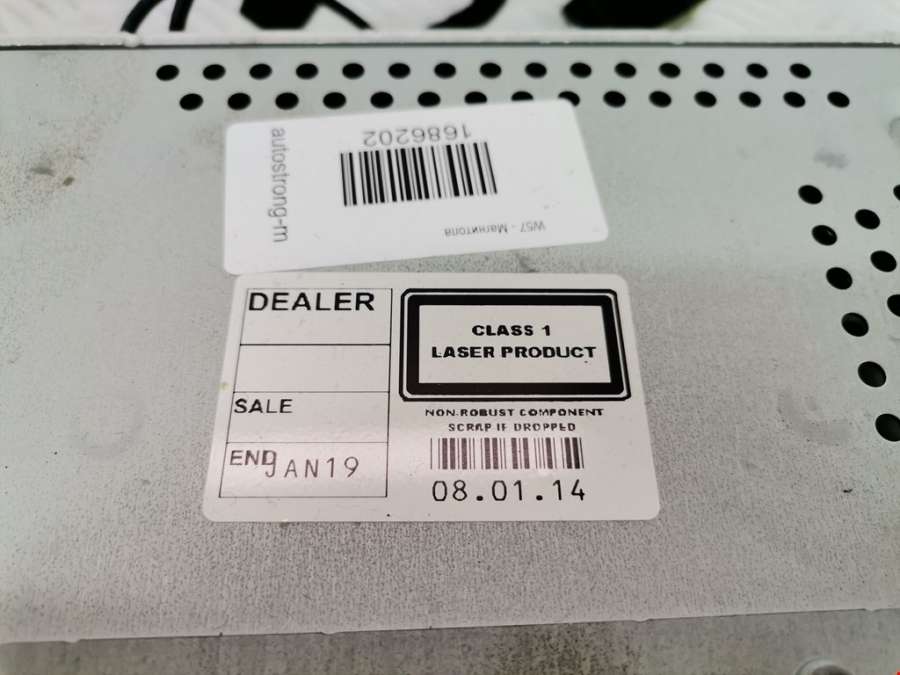 1686202
autostrong-m
W57 - Магнитола
DEALER
SALE
END JAN19
CLASS 1
LASER PRODUCT
NON-ROBUST COMPONENT
SCRAP IF DROPPED
08.01.14